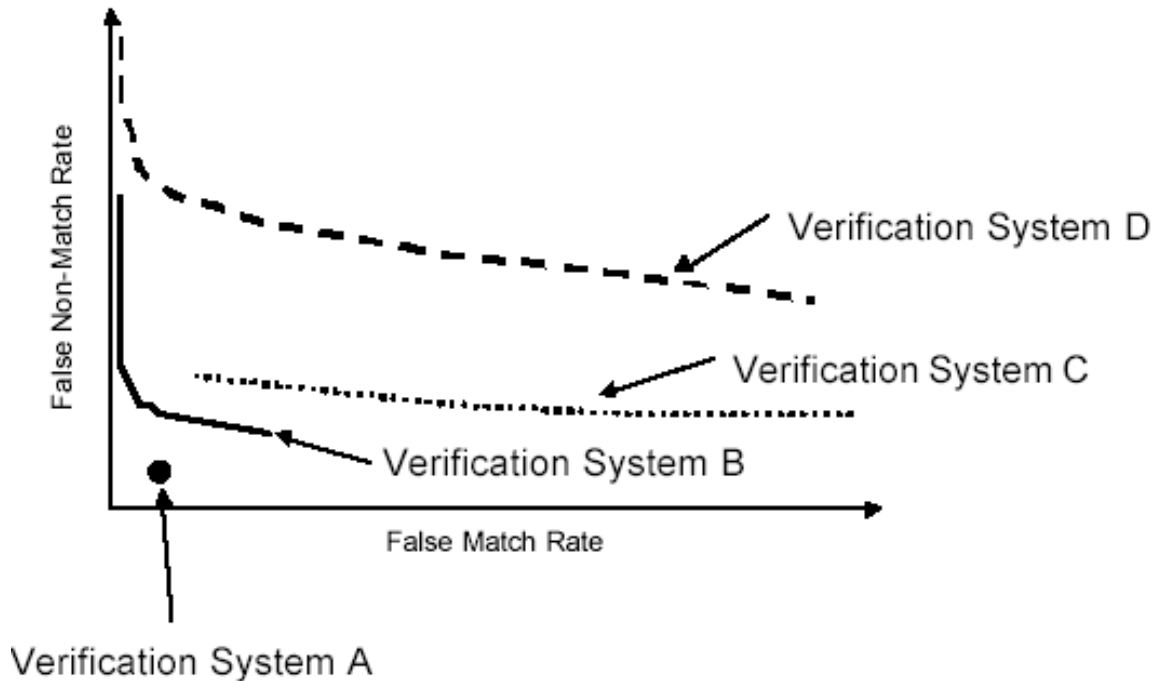 False Non-Match Rate
Verification System D
Verification System C
Verification System B
False Match Rate
Verification System A